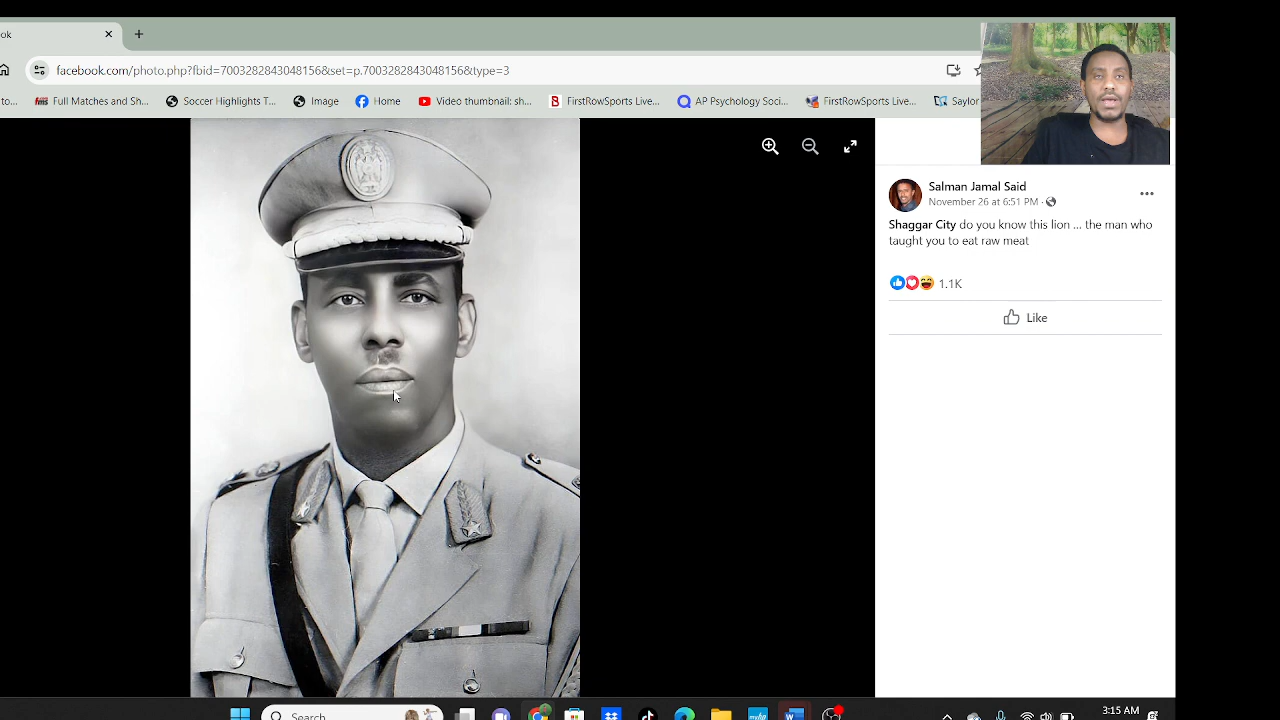 ok
facebook.com/photo.php?fbid=7003282843048156&set=p.7003282843048156&type=3
to...
Full Matches and Sh...
Soccer Highlights T...
Image
Home
Video thumbnail: sh...
FirstRowSports Live...
AP Psychology Soci...
FirstRowSports Live...
Saylor
Salman Jamal Said
November 26 at 6:51 PM ·
Shaggar City do you know this lion ... the man who
taught you to eat raw meat
1.1K
Like
Search
3:15 AM